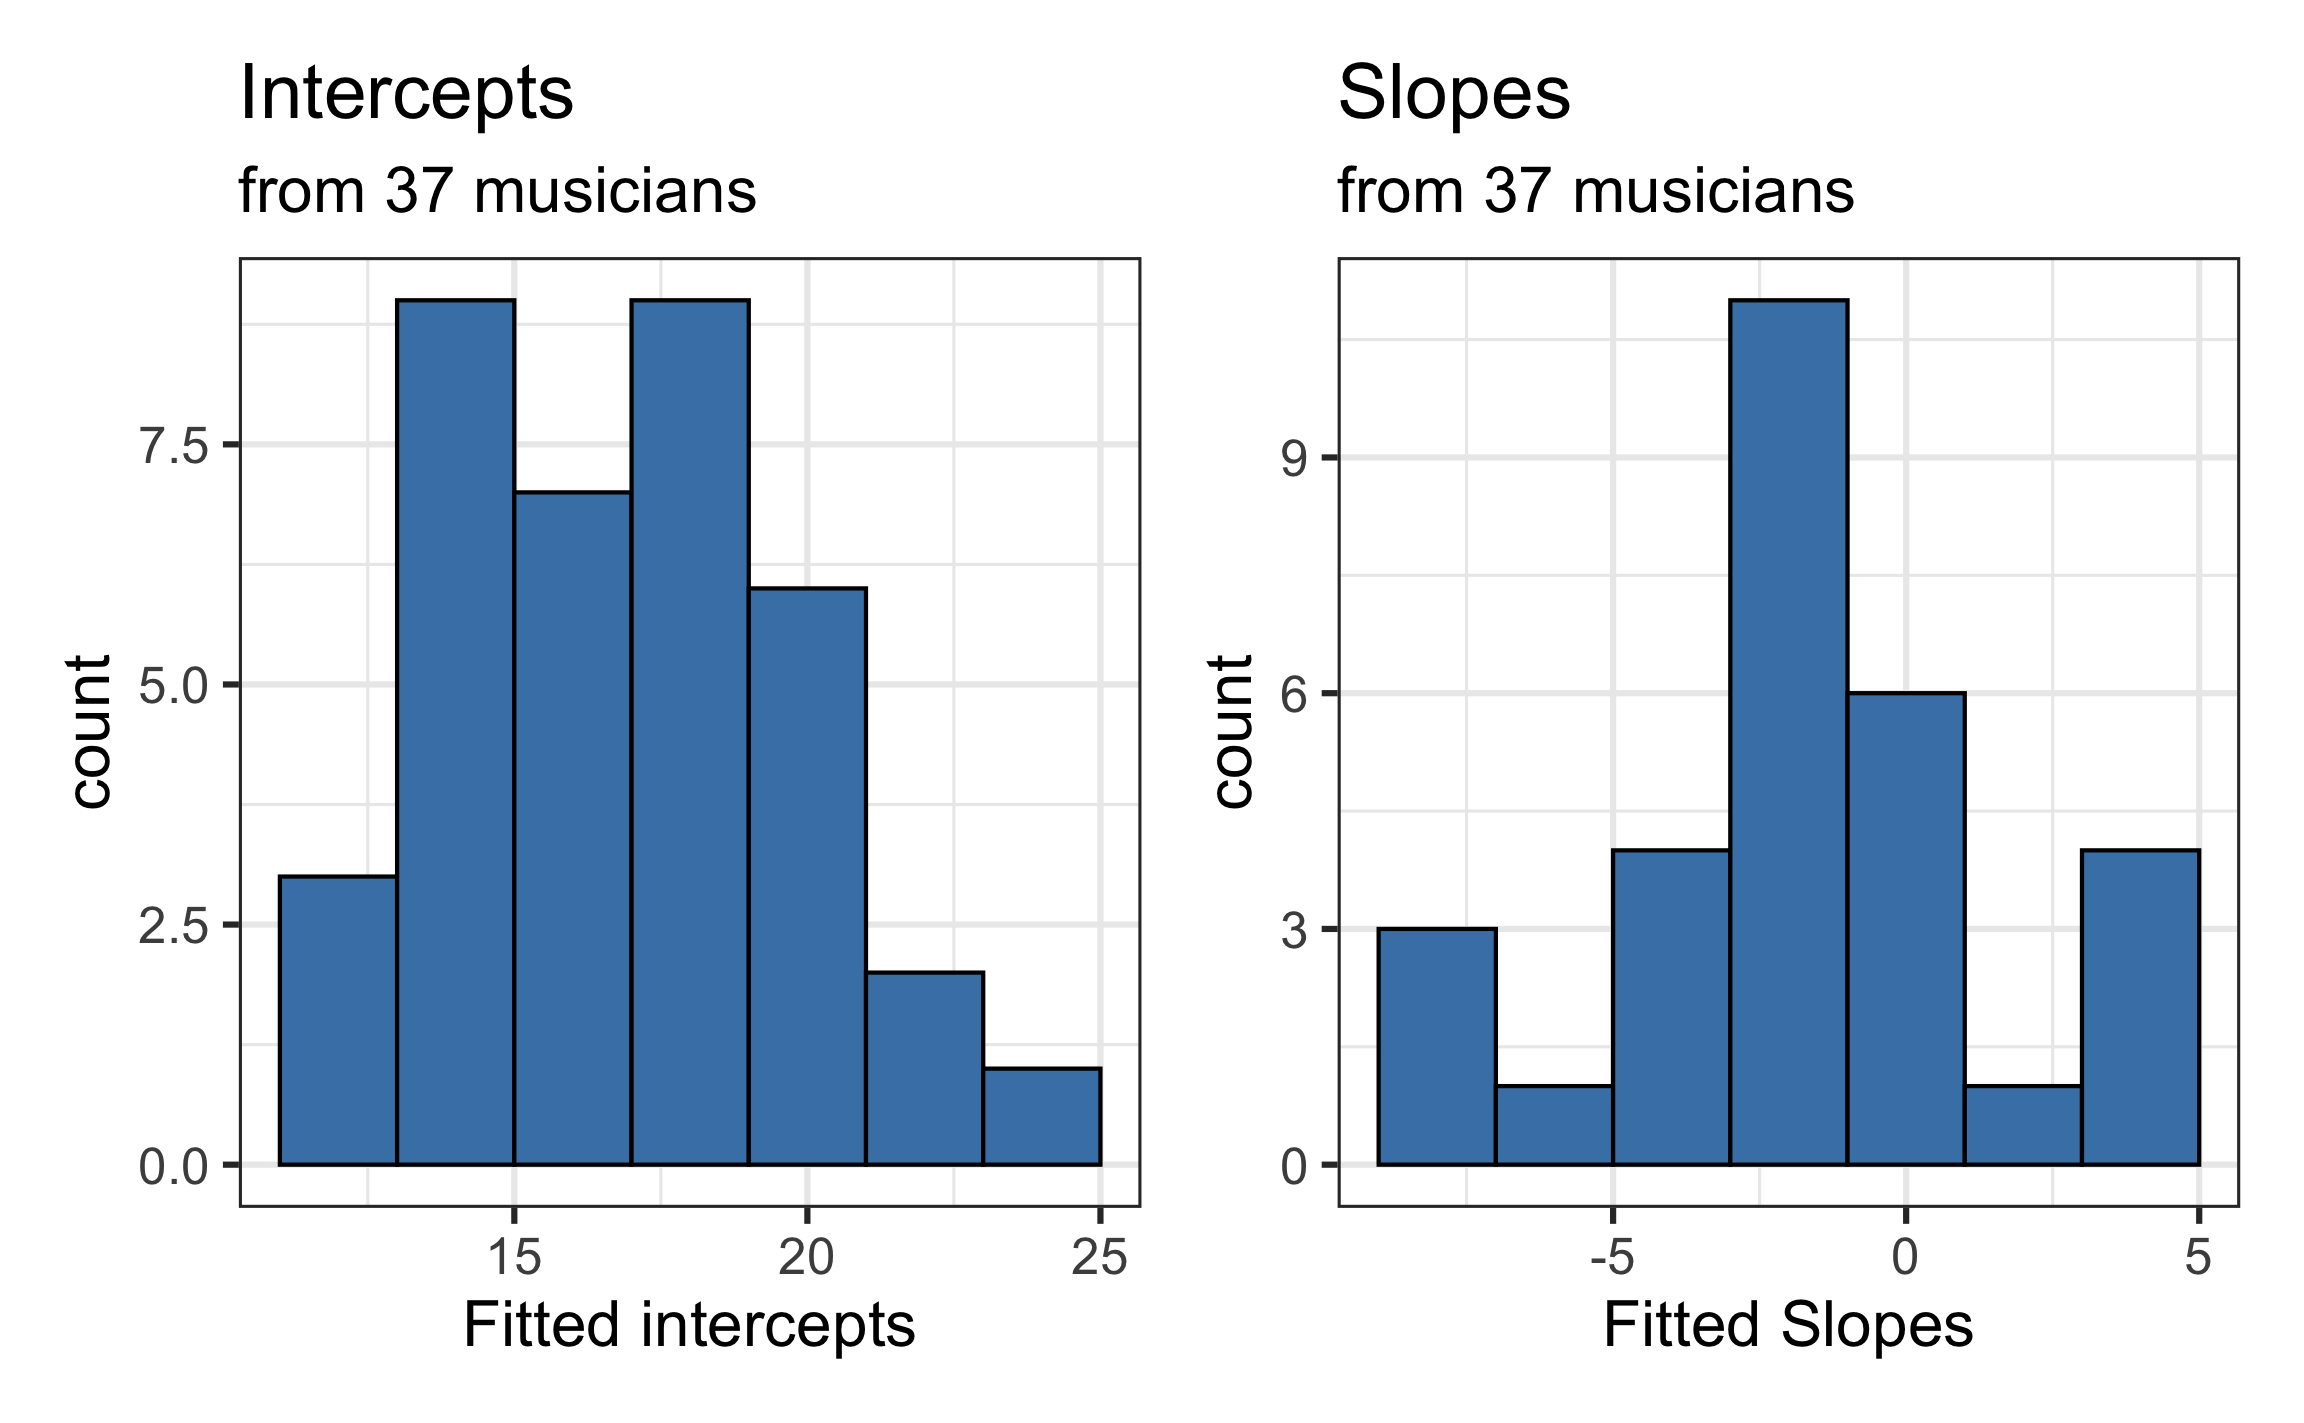 Intercepts
from 37 musicians
count
7.5
5.0
2.5
0.0
15 20 25
Fitted intercepts
Slopes
from 37 musicians
count
9
6
3
0
-5 0 5
Fitted Slopes